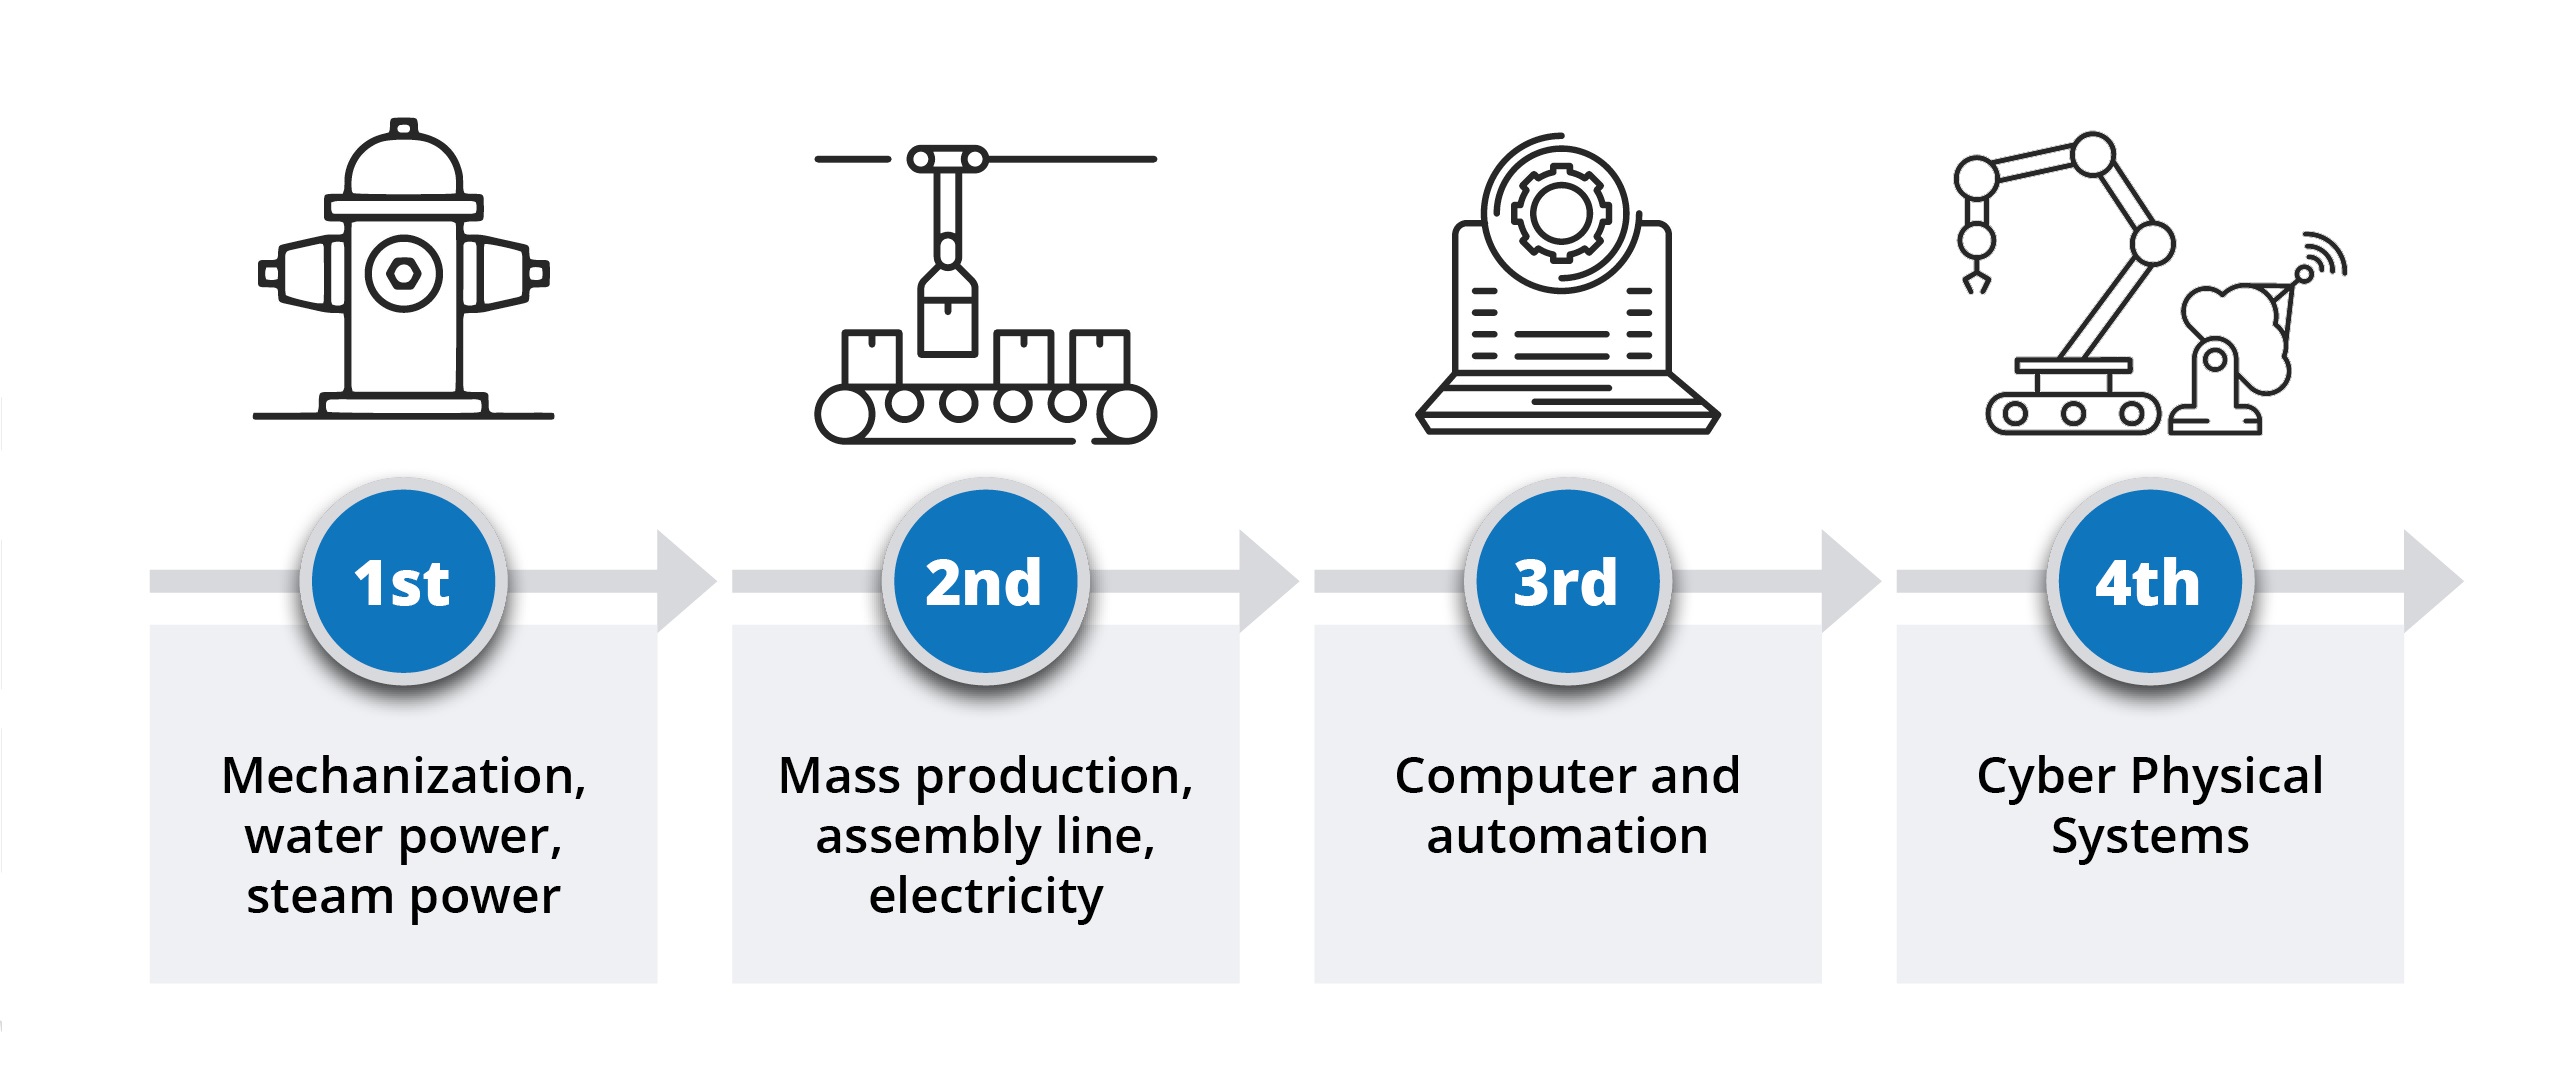 1st
Mechanization,
water power,
steam power
2nd
Mass production,
assembly line,
electricity
3rd
Computer and
automation
4th
Cyber Physical
Systems